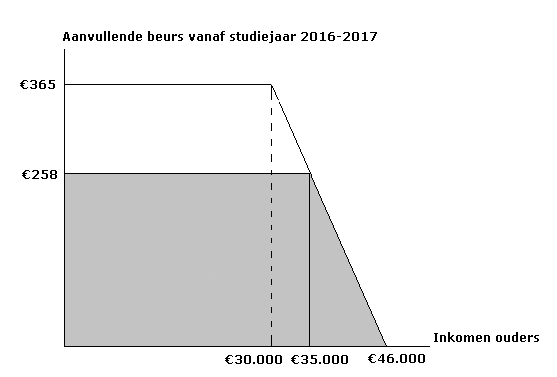 Aanvullende beurs vanaf studiejaar 2016-2017
€365
€258
Inkomen ouders
€30.000 €35.000 €46.000